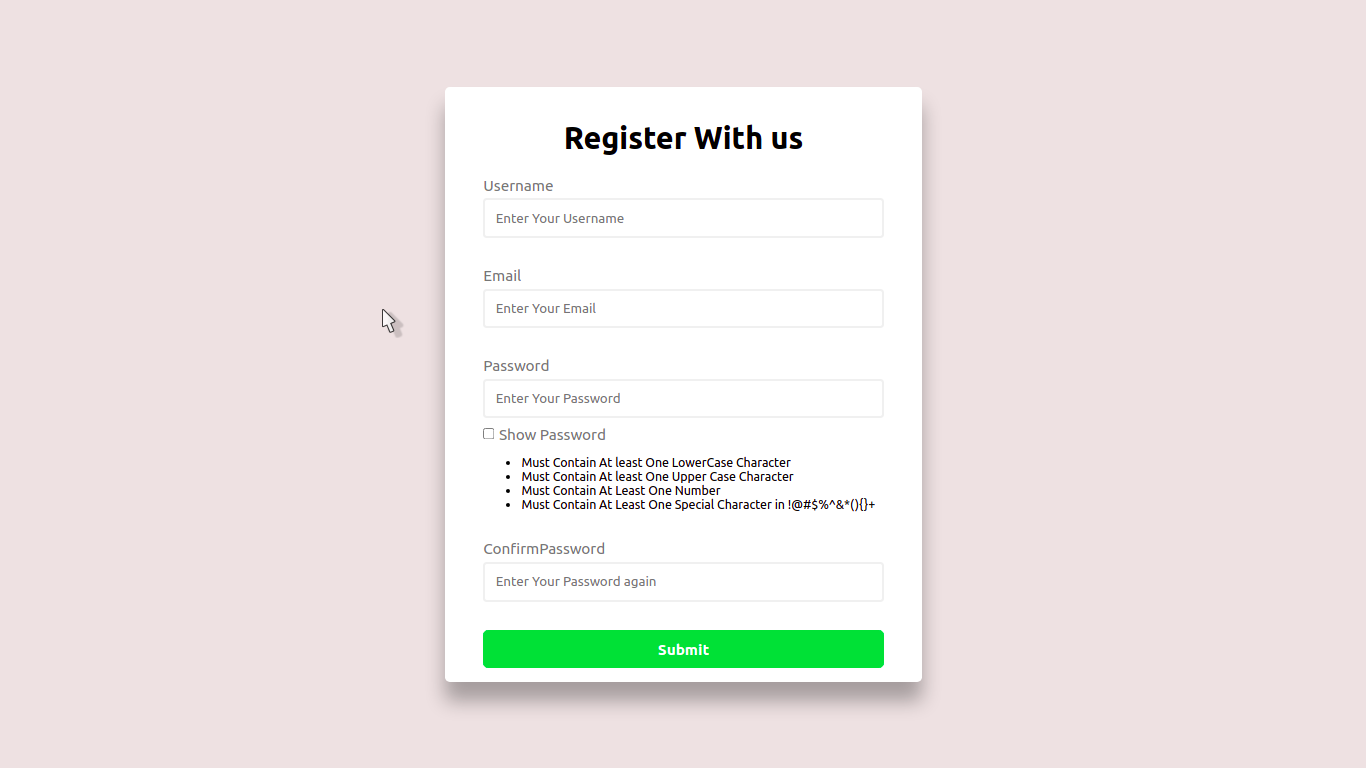 Register With us
Username
Enter Your Username
Email
Enter Your Email
Password
Enter Your Password
Show Password
Must Contain At least One LowerCase Character
Must Contain At least One Upper Case Character
Must Contain At Least One Number
Must Contain At Least One Special Character in !@#$%^&*(){}+
ConfirmPassword
Enter Your Password again
Submit